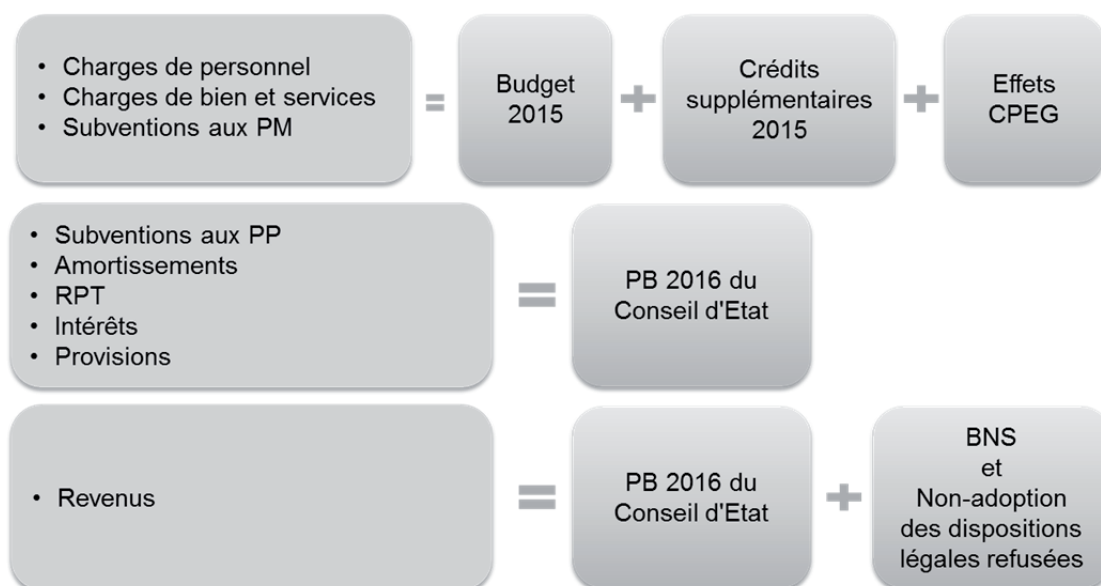 • Charges de personnel
• Charges de bien et services
• Subventions aux PM
=
Budget
2015
+
Crédits
supplémentaires
2015
+
Effets
CPEG
• Subventions aux PP
• Amortissements
• RPT
• Intérêts
• Provisions
=
PB 2016 du
Conseil d'Etat
• Revenus
=
PB 2016 du
Conseil d'Etat
+
BNS
et
Non-adoption
des dispositions
légales refusées